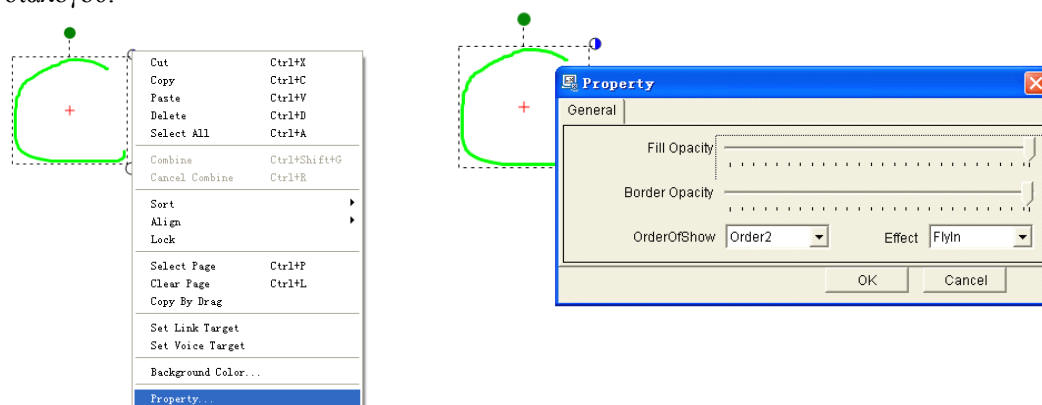 Cut Ctrl+X
Copy Ctrl+C
Paste Ctrl+V
Delete Ctrl+D
Select All Ctrl+A
Combine Ctrl+Shift+G
Cancel Combine Ctrl+R
Sort
Align
Lock
Select Page Ctrl+P
Clear Page Ctrl+L
Copy By Drag
Set Link Target
Set Voice Target
Background Color...
Property...
Property
General
Fill Opacity
Border Opacity
OrderOfShow Order2 Effect FlyIn
OK Cancel